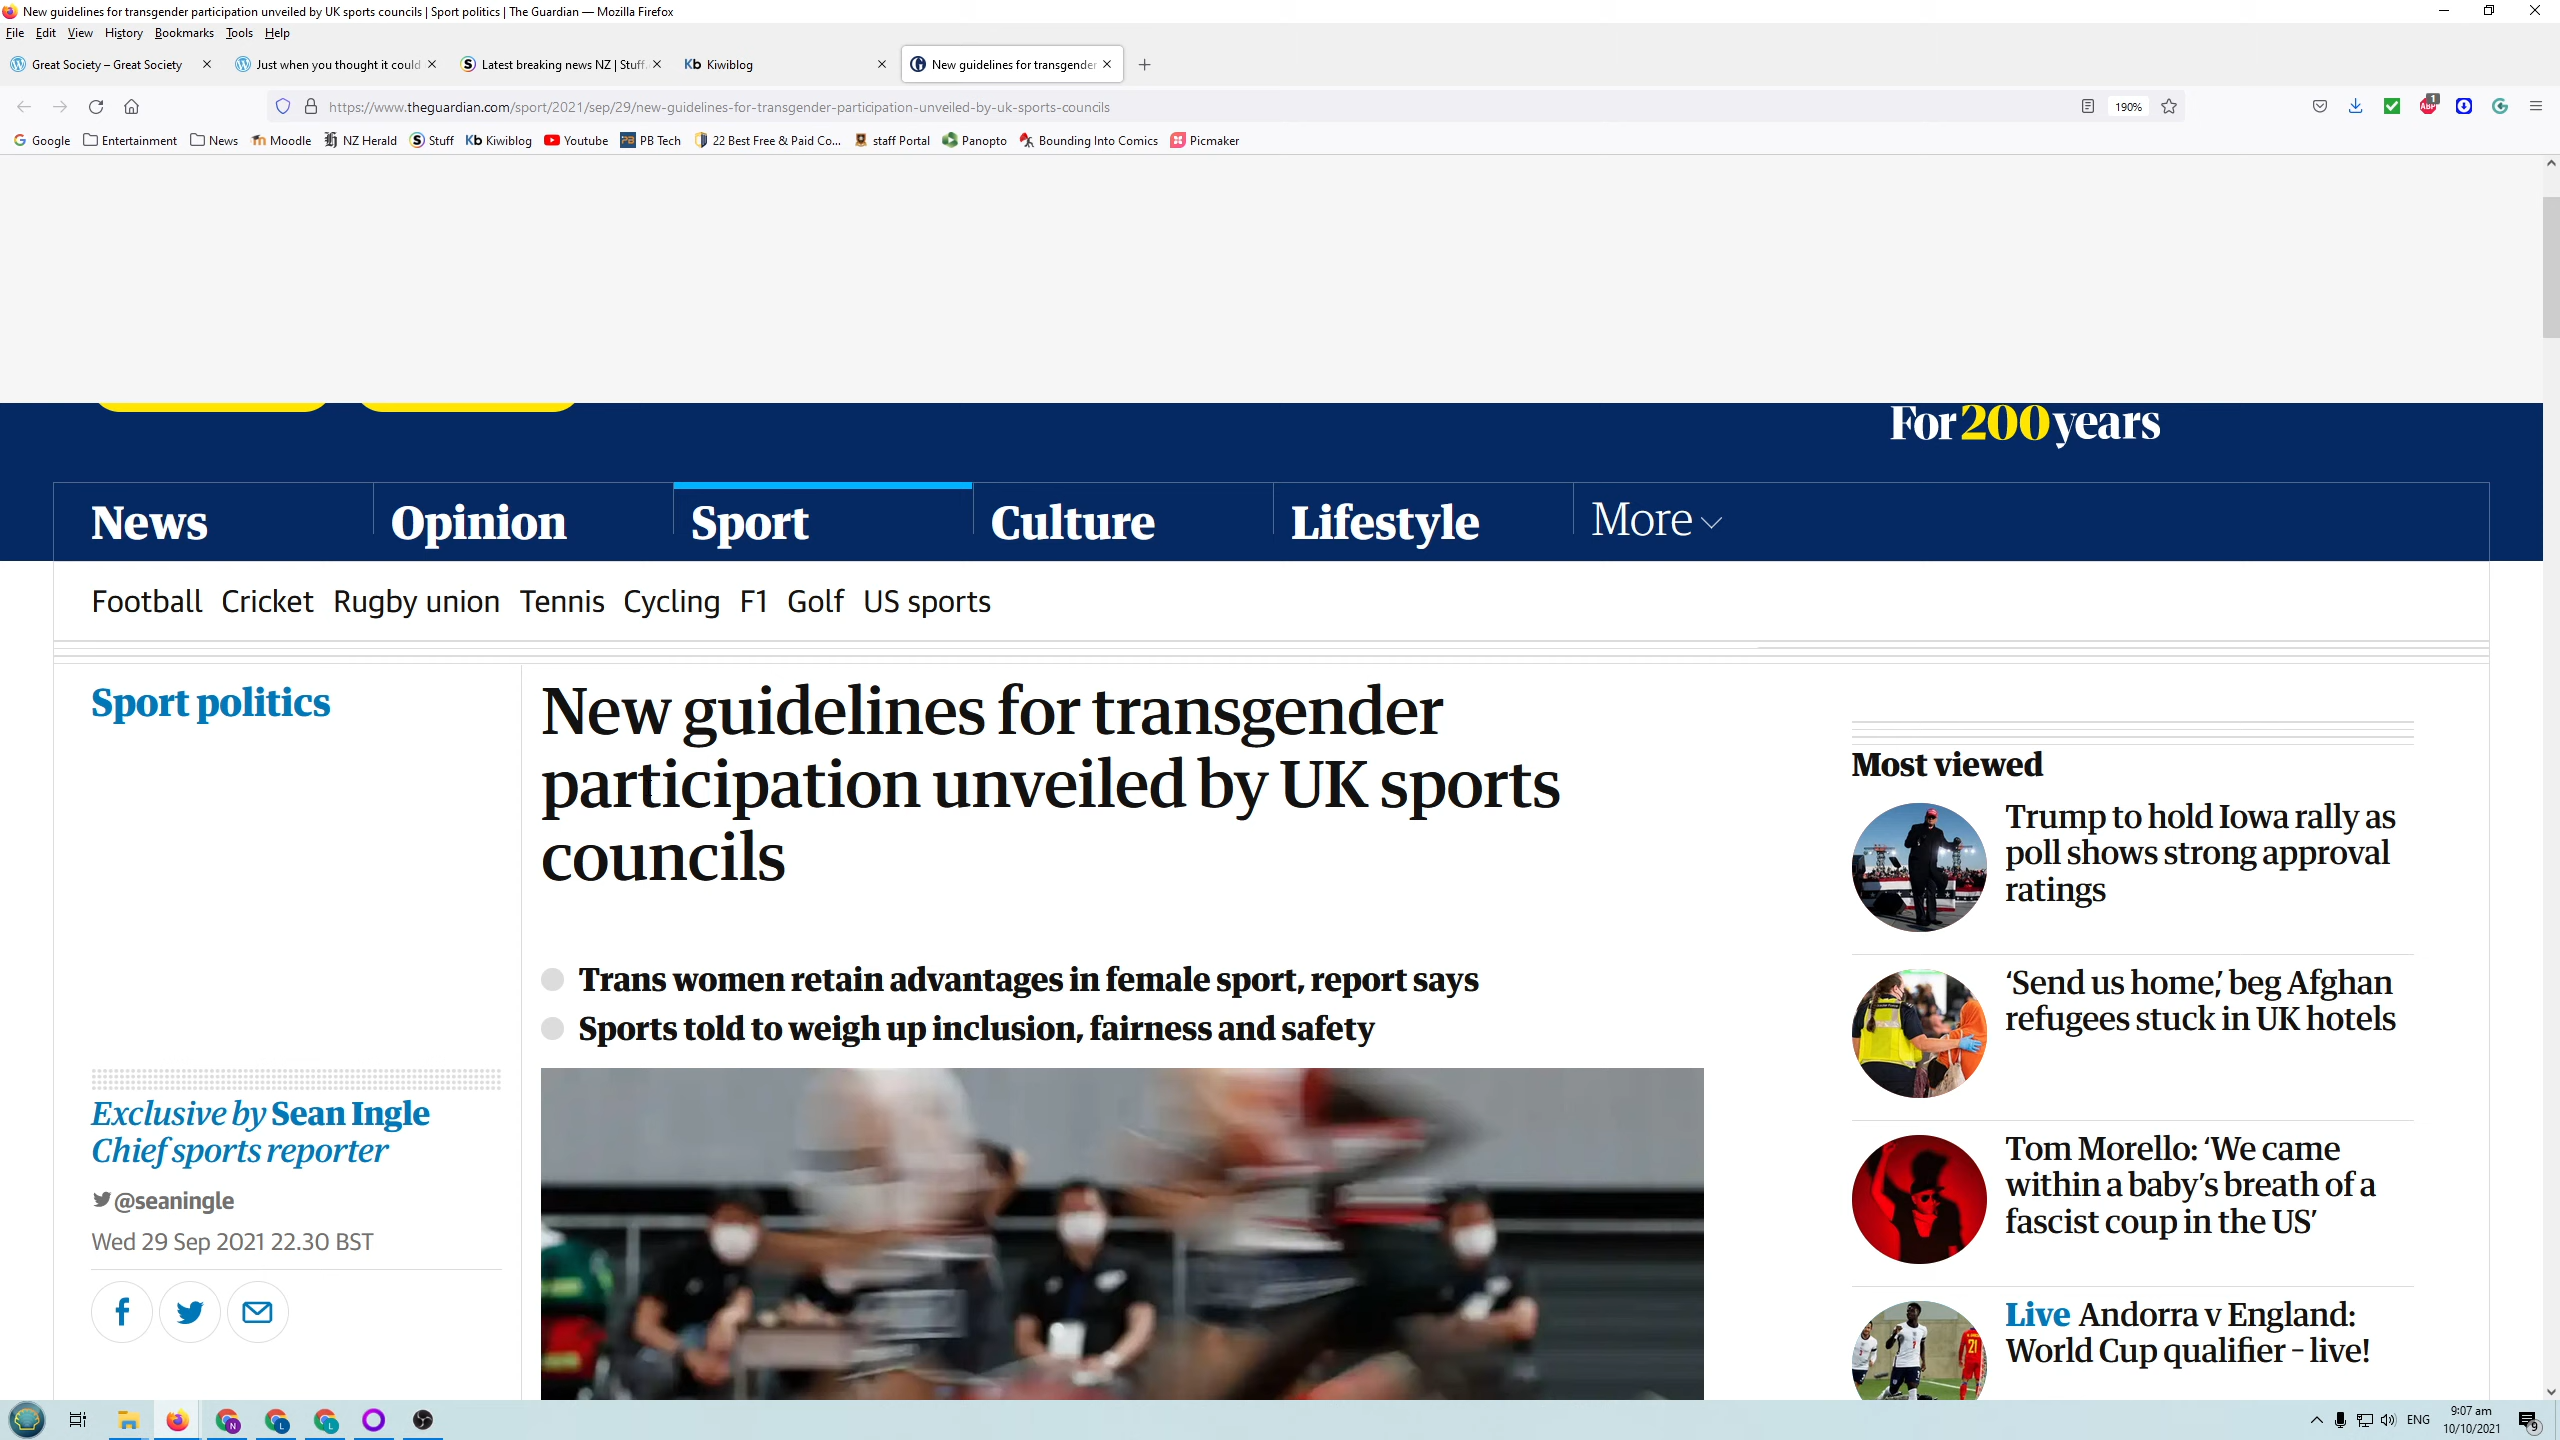 New guidelines for transgender participation unveiled by UK sports councils | Sport politics | The Guardian — Mozilla Firefox
File Edit View History Bookmarks Tools Help
Great Society – Great Society
Just when you thought it could
Latest breaking news NZ | Stuff.
Kb Kiwiblog
New guidelines for transgender
https://www.theguardian.com/sport/2021/sep/29/new-guidelines-for-transgender-participation-unveiled-by-uk-sports-councils
190%
ABP
1
Google Entertainment News Moodle NZ Herald Stuff Kb Kiwiblog Youtube PB Tech 22 Best Free & Paid Co... staff Portal Panopto Bounding Into Comics Picmaker
For 200 years
News Opinion Sport Culture Lifestyle More
Football Cricket Rugby union Tennis Cycling F1 Golf US sports
Sport politics
New guidelines for transgender
participation unveiled by UK sports
councils
Trans women retain advantages in female sport, report says
Sports told to weigh up inclusion, fairness and safety
Exclusive by Sean Ingle
Chief sports reporter
@seaningle
Wed 29 Sep 2021 22.30 BST
Most viewed
Trump to hold Iowa rally as
poll shows strong approval
ratings
‘Send us home,’ beg Afghan
refugees stuck in UK hotels
Tom Morello: ‘We came
within a baby’s breath of a
fascist coup in the US’
Live Andorra v England:
World Cup qualifier – live!
21
N
L
L
ENG
9:07 am
10/10/2021
9